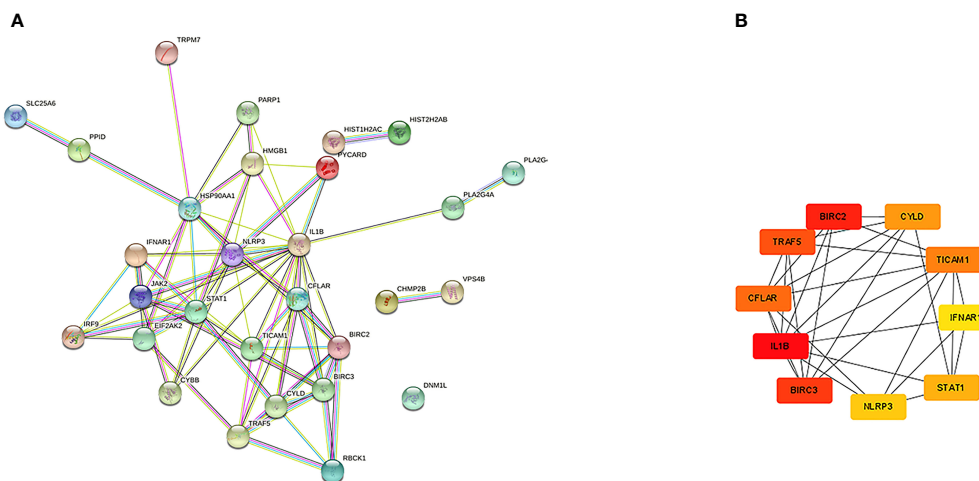 A
B
TRPM7
SLC25A6
PARP1
HIST2H2AB
HIST1H2AC
PPID
HMGB1
PYCARD
PLA2G-
PLA2G4A
HSP90AA1
IL1B
IFNAR1
NLRP3
JAK2
STAT1
CFLAR
CHMP2B
VPS4B
IRF9
EIF2AK2
TICAM1
BIRC2
CYBB
BIRC3
DNM1L
CYLD
TRAF5
RBCK1
BIRC2
CYLD
TRAF5
TICAM1
CFLAR
IFNAR1
IL1B
BIRC3
STAT1
NLRP3